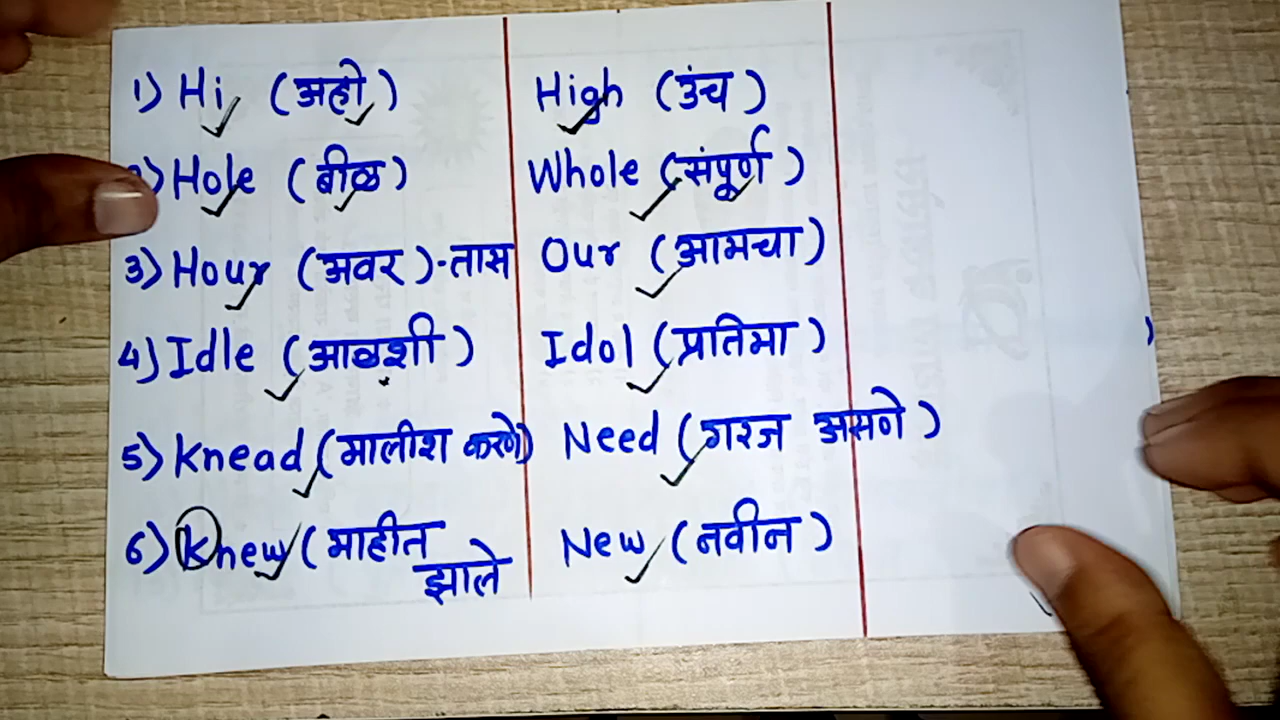 1) Hi (अहो) High (उंच)
2) Hole (बीळ) Whole (संपूर्ण)
3) Hour (अवर)-तास Our (आमचा)
4) Idle (आळशी) Idol (प्रतिमा)
5) Knead (मालीश करणे) Need (गरज असणे)
6) Knew (माहीत झाले) New (नवीन)